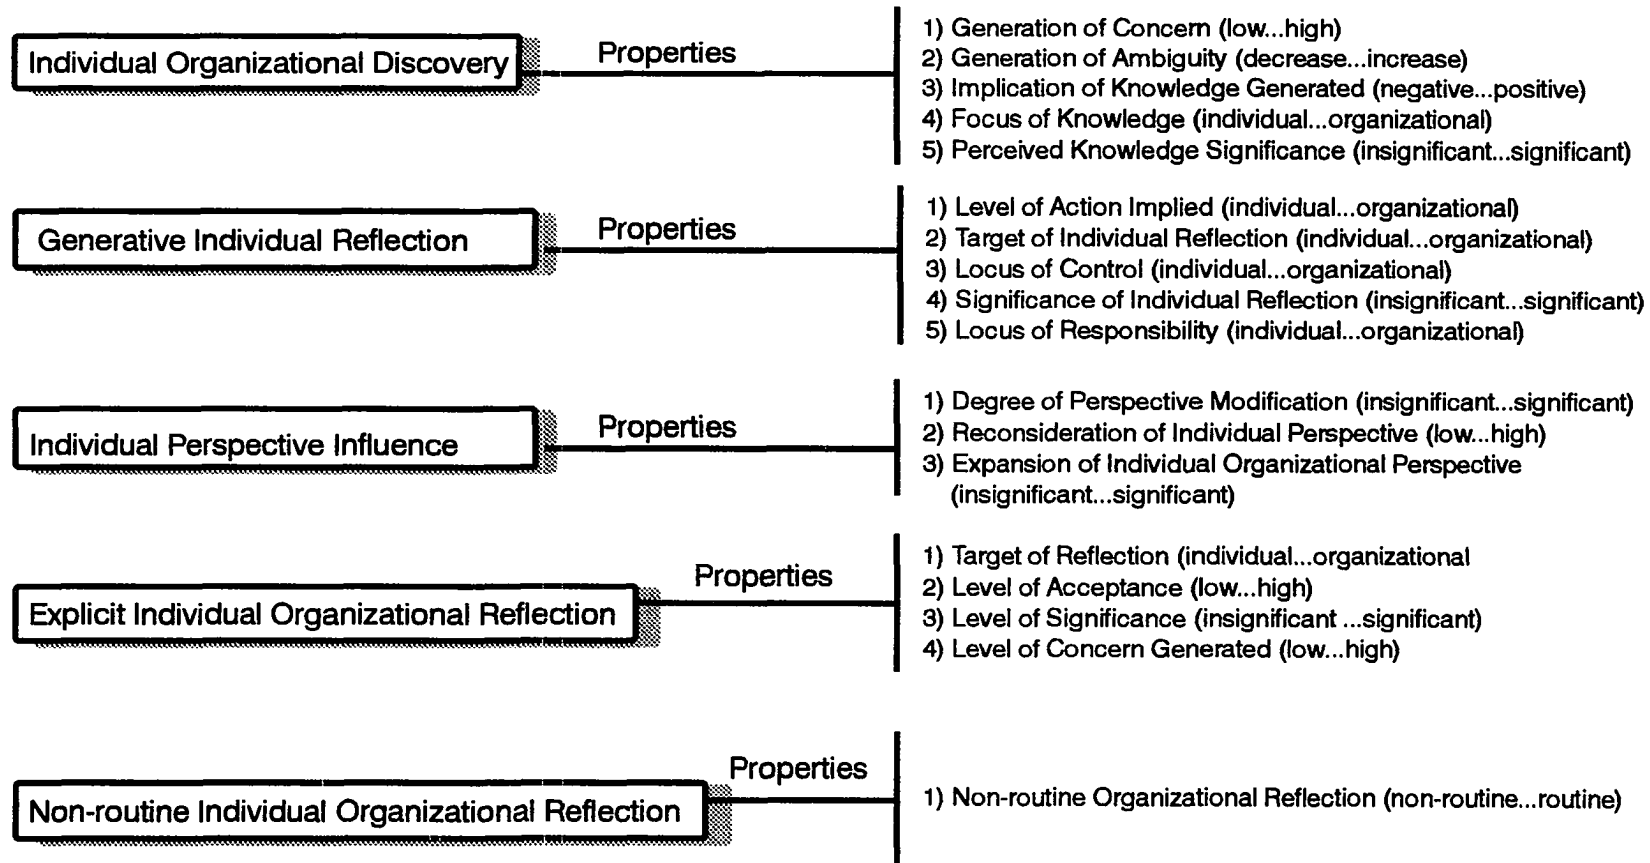 Individual Organizational Discovery
Properties
1) Generation of Concern (low...high)
2) Generation of Ambiguity (decrease...increase)
3) Implication of Knowledge Generated (negative...positive)
4) Focus of Knowledge (individual...organizational)
5) Perceived Knowledge Significance (insignificant...significant)
Generative Individual Reflection
Properties
1) Level of Action Implied (individual...organizational)
2) Target of Individual Reflection (individual...organizational)
3) Locus of Control (individual...organizational)
4) Significance of Individual Reflection (insignificant...significant)
5) Locus of Responsibility (individual...organizational)
Individual Perspective Influence
Properties
1) Degree of Perspective Modification (insignificant...significant)
2) Reconsideration of Individual Perspective (low...high)
3) Expansion of Individual Organizational Perspective
(insignificant...significant)
Explicit Individual Organizational Reflection
Properties
1) Target of Reflection (individual...organizational
2) Level of Acceptance (low...high)
3) Level of Significance (insignificant ...significant)
4) Level of Concern Generated (low...high)
Non-routine Individual Organizational Reflection
Properties
1) Non-routine Organizational Reflection (non-routine...routine)